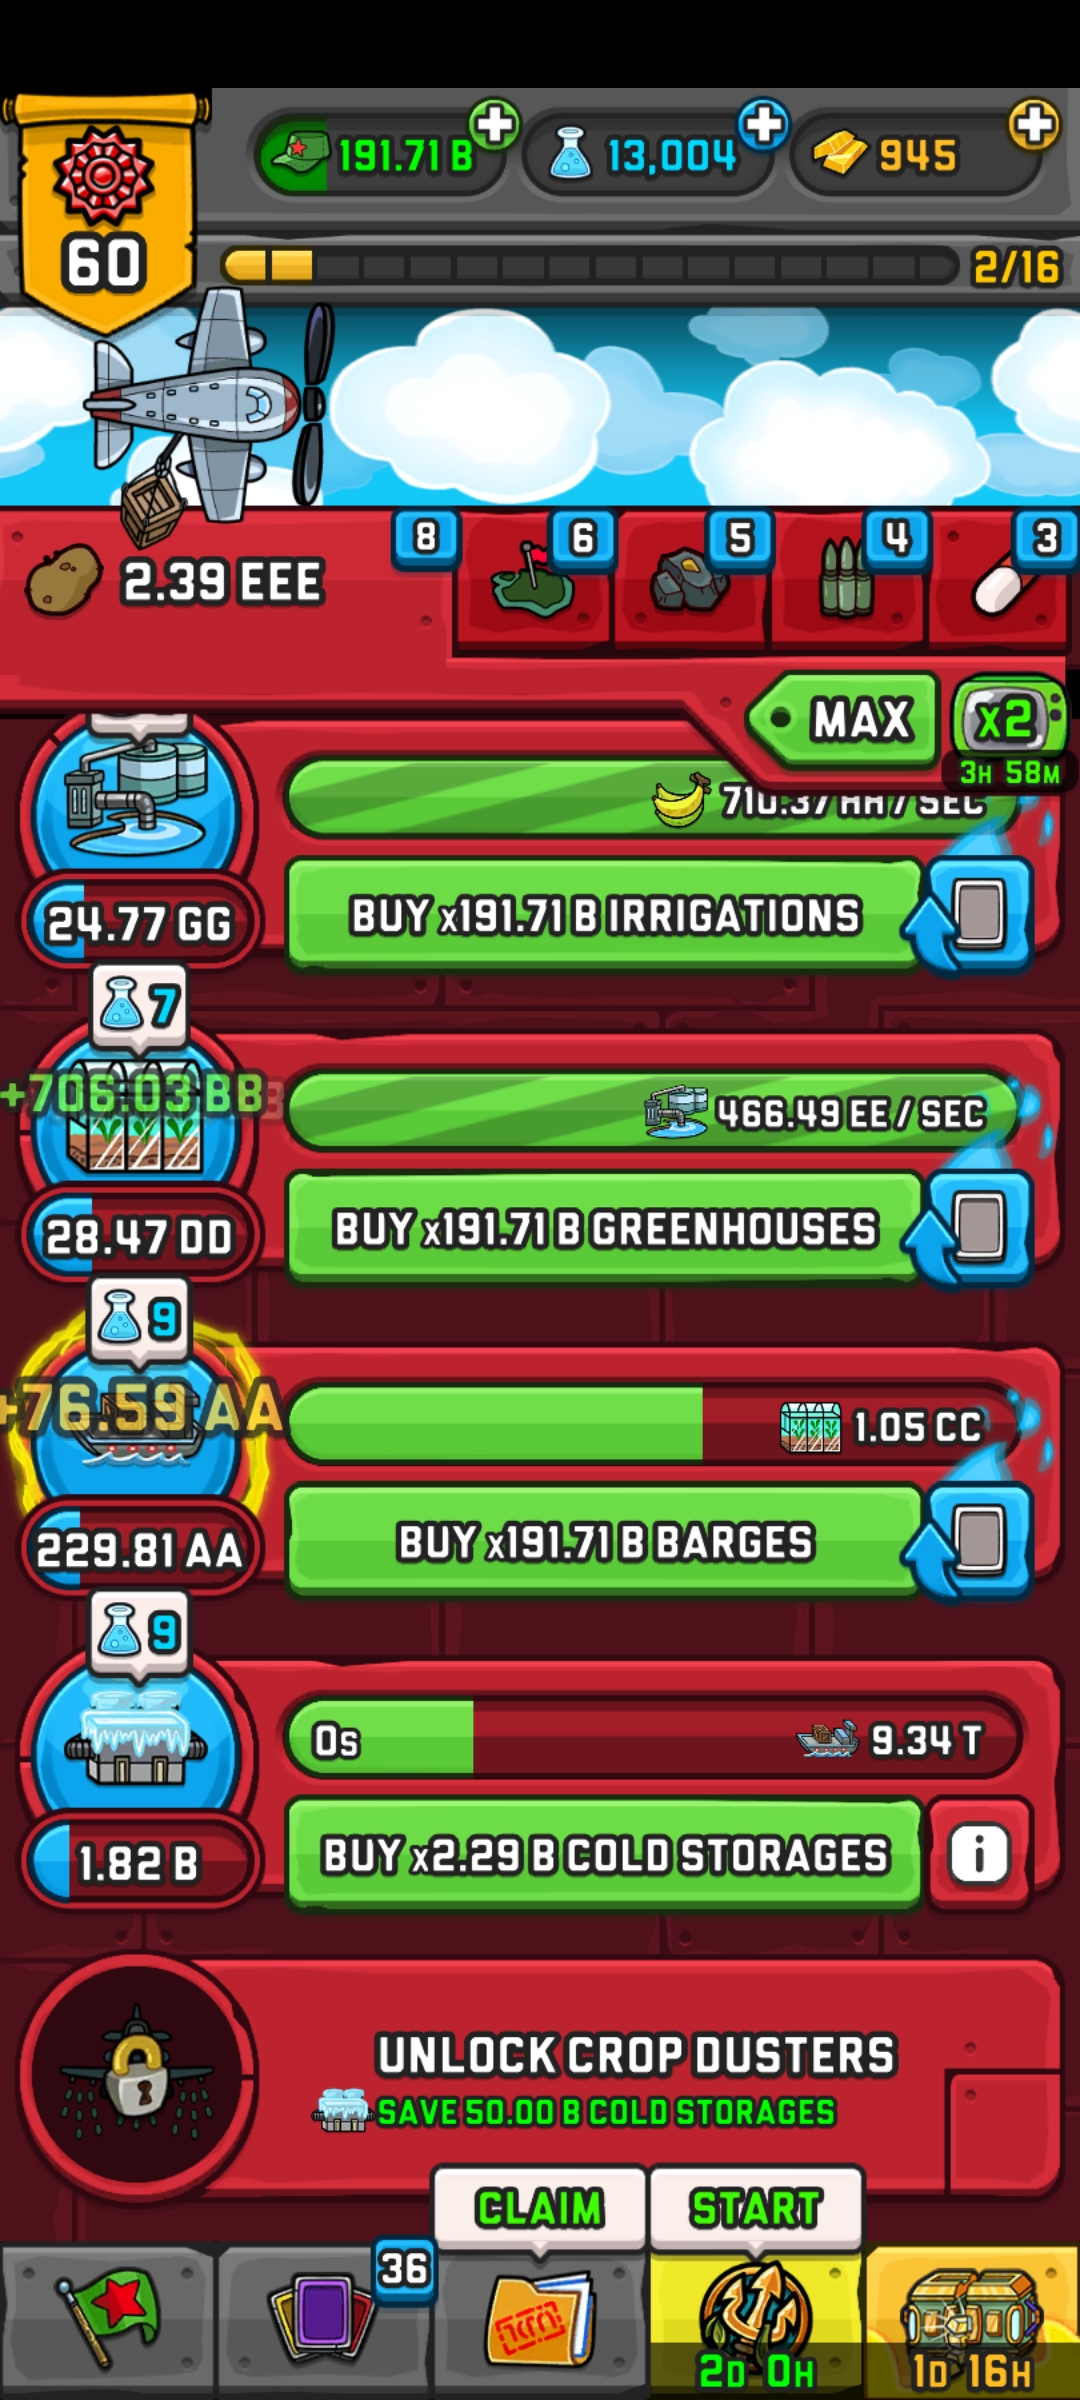 191.71 B
13,004
945
60
2/16
2.39 EEE
8
6
5
4
3
MAX
x2
3H 58M
710.37 HH / SEC
24.77 GG
BUY x191.71 B IRRIGATIONS
7
+706.03 BB
466.49 EE / SEC
28.47 DD
BUY x191.71 B GREENHOUSES
9
+76.59 AA
1.05 CC
229.81 AA
BUY x191.71 B BARGES
9
0s
9.34 T
1.82 B
BUY x2.29 B COLD STORAGES
i
UNLOCK CROP DUSTERS
SAVE 50.00 B COLD STORAGES
CLAIM
START
36
2D 0H
1D 16H